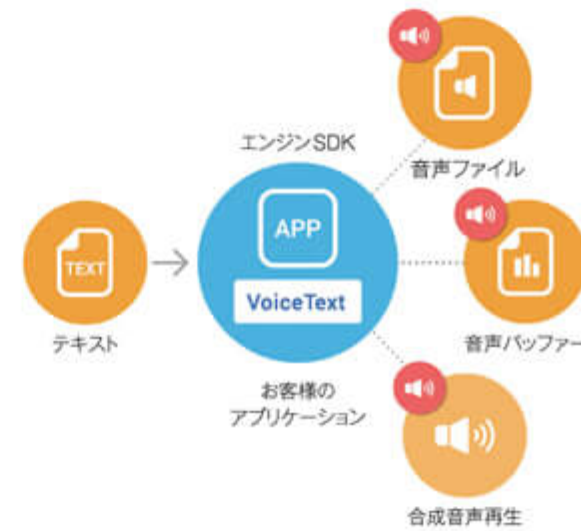 音声ファイル
エンジンSDK
APP
VoiceText
TEXT
テキスト
音声バッファー
お客様の
アプリケーション
合成音声再生